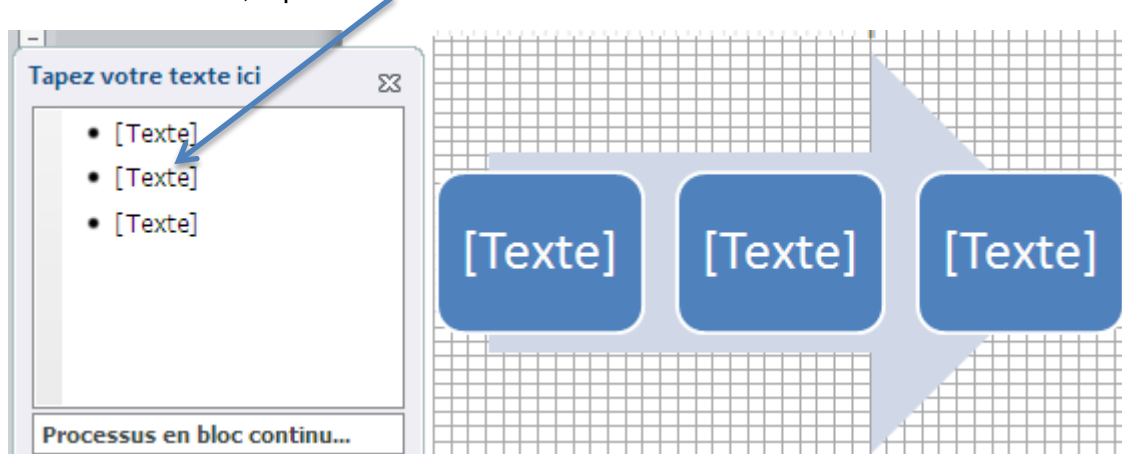 Tapez votre texte ici
• [Texte]
• [Texte]
• [Texte]
[Texte] [Texte] [Texte]
Processus en bloc continu...